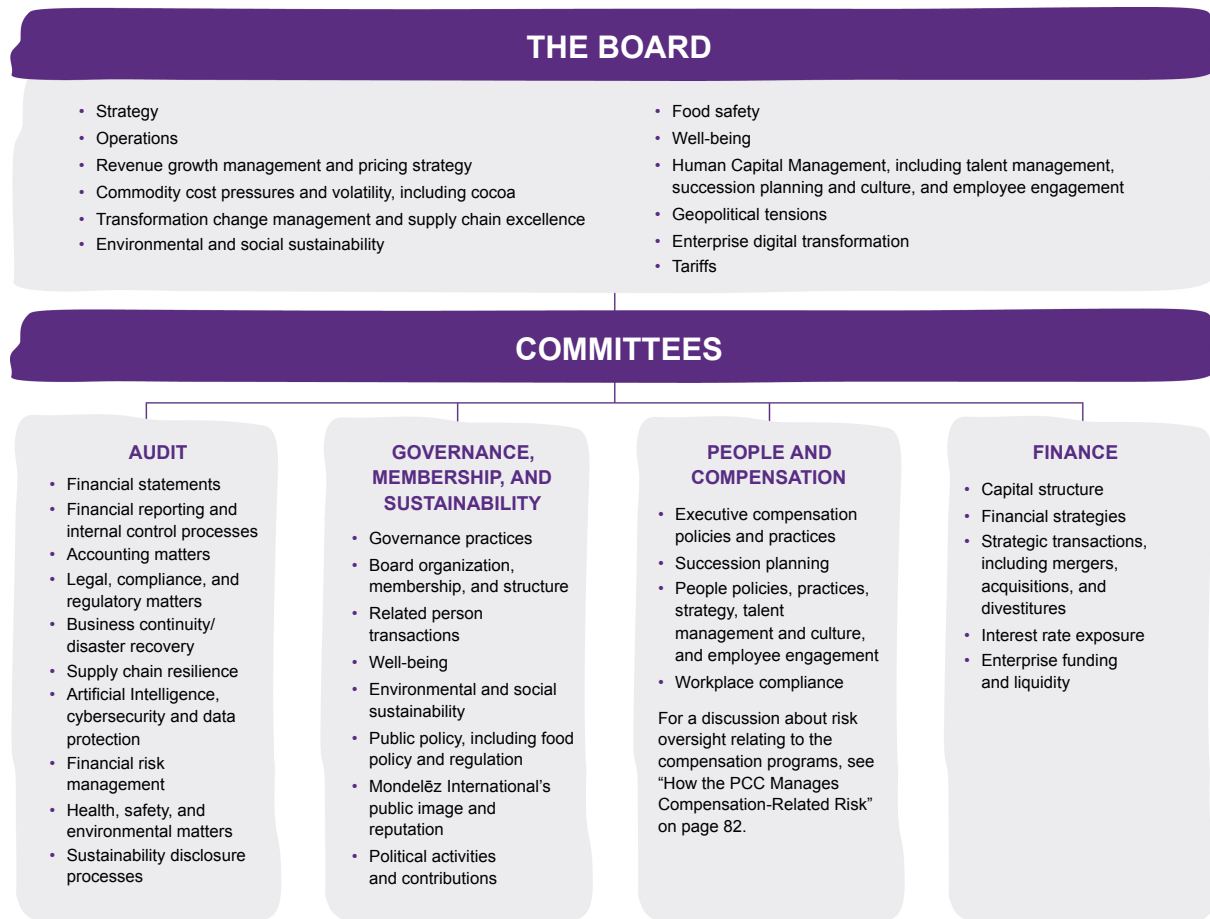 THE BOARD
• Strategy
• Operations
• Revenue growth management and pricing strategy
• Commodity cost pressures and volatility, including cocoa
• Transformation change management and supply chain excellence
• Environmental and social sustainability
• Food safety
• Well-being
• Human Capital Management, including talent management,
succession planning and culture, and employee engagement
• Geopolitical tensions
• Enterprise digital transformation
• Tariffs
COMMITTEES
AUDIT
• Financial statements
• Financial reporting and
internal control processes
• Accounting matters
• Legal, compliance, and
regulatory matters
• Business continuity/
disaster recovery
• Supply chain resilience
• Artificial Intelligence,
cybersecurity and data
protection
• Financial risk
management
• Health, safety, and
environmental matters
• Sustainability disclosure
processes
GOVERNANCE,
MEMBERSHIP, AND
SUSTAINABILITY
• Governance practices
• Board organization,
membership, and structure
• Related person
transactions
• Well-being
• Environmental and social
sustainability
• Public policy, including food
policy and regulation
• Mondelēz International’s
public image and
reputation
• Political activities
and contributions
PEOPLE AND
COMPENSATION
• Executive compensation
policies and practices
• Succession planning
• People policies, practices,
strategy, talent
management and culture,
and employee engagement
• Workplace compliance
For a discussion about risk
oversight relating to the
compensation programs, see
“How the PCC Manages
Compensation-Related Risk”
on page 82.
FINANCE
• Capital structure
• Financial strategies
• Strategic transactions,
including mergers,
acquisitions, and
divestitures
• Interest rate exposure
• Enterprise funding
and liquidity